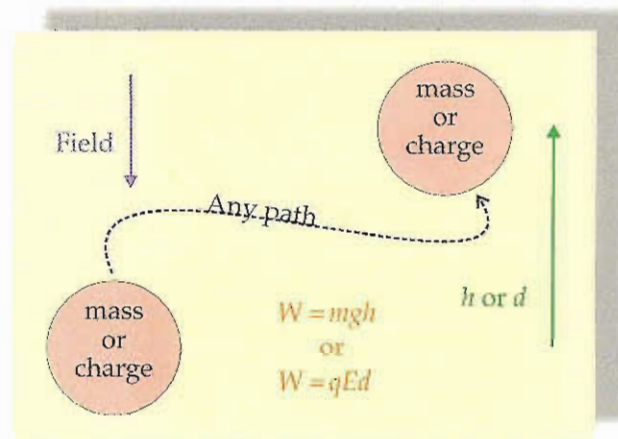 Field
mass
or
charge
Any path
mass
or
charge
h or d
W = mgh
or
W = qEd